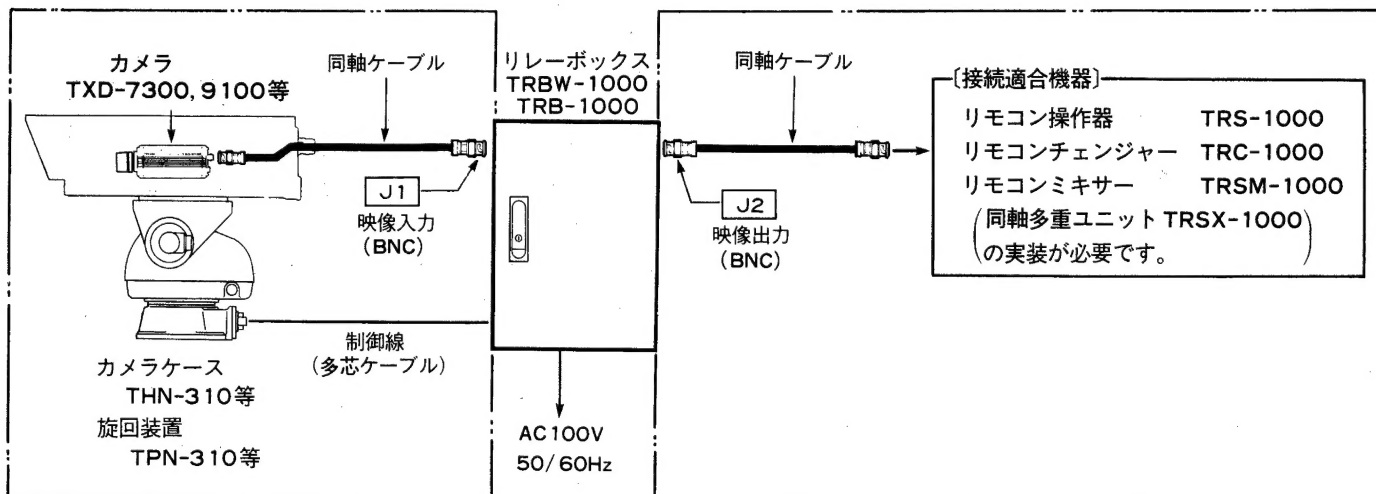 カメラ
TXD-7300, 9100等
同軸ケーブル
J1
映像入力
(BNC)
制御線
(多芯ケーブル)
カメラケース
THN-310等
旋回装置
TPN-310等
リレーボックス
TRBW-1000
TRB-1000
AC100V
50/60Hz
同軸ケーブル
J2
映像出力
(BNC)
〔接続適合機器〕
リモコン操作器 TRS-1000
リモコンチェンジャー TRC-1000
リモコンミキサー TRSM-1000
(同軸多重ユニット TRSX-1000
の実装が必要です。)